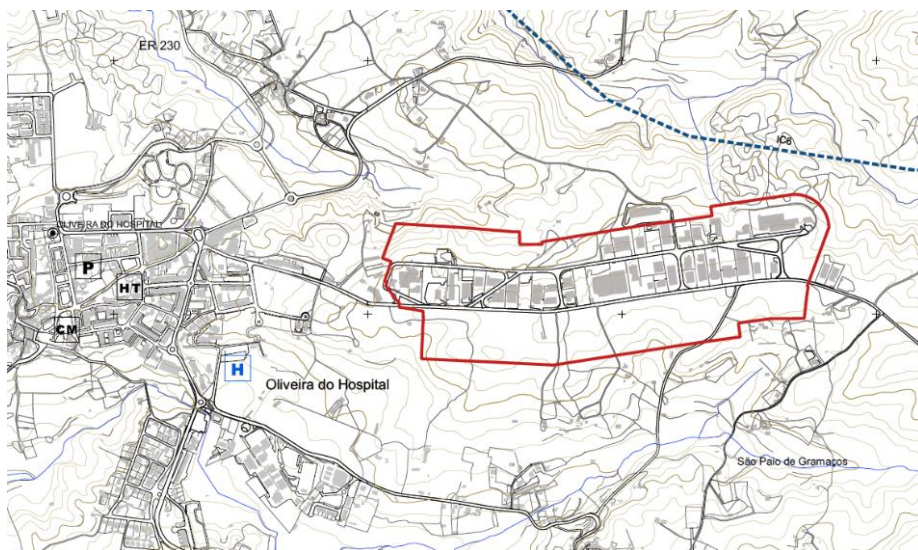 ER 230
IC6
OLIVEIRA DO HOSPITAL
P
HT
CM
H
Oliveira do Hospital
São Paio de Gramaços